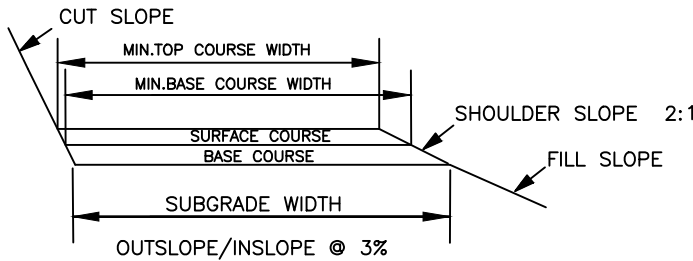 CUT SLOPE
MIN.TOP COURSE WIDTH
MIN.BASE COURSE WIDTH
SHOULDER SLOPE 2:1
SURFACE COURSE
BASE COURSE
FILL SLOPE
SUBGRADE WIDTH
OUTSLOPE/INSLOPE @ 3%